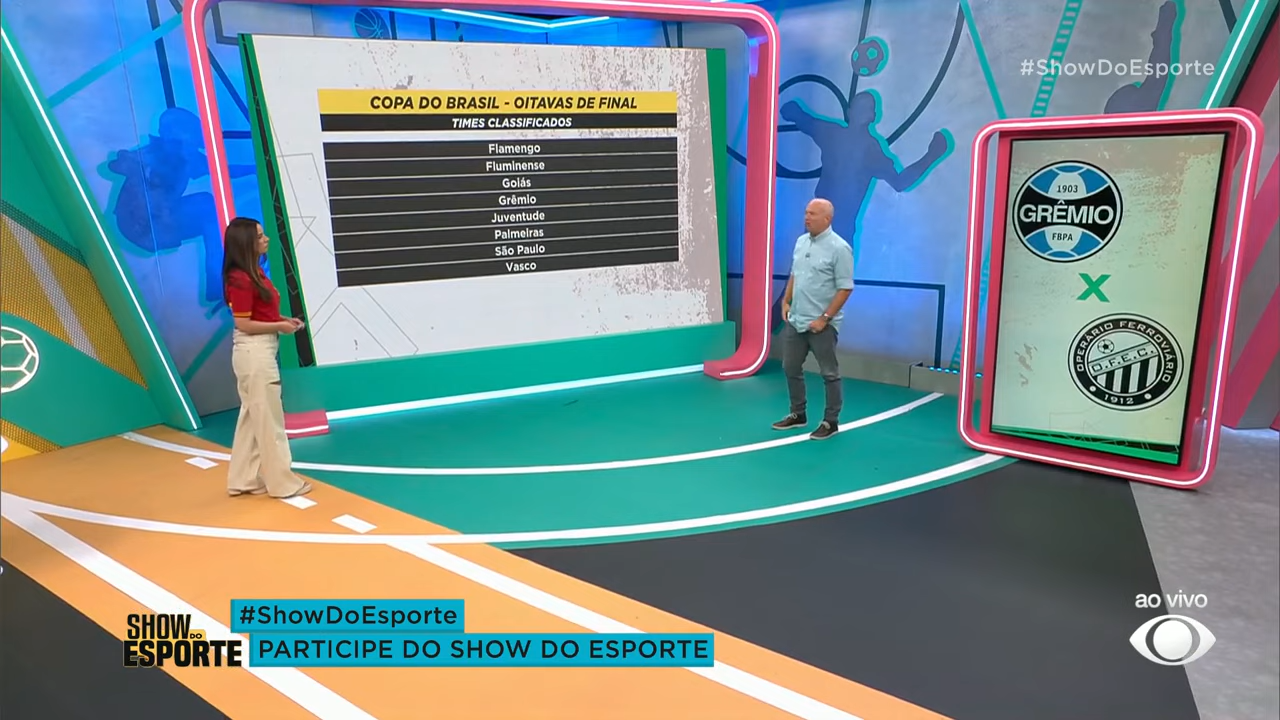 #ShowDoEsporte
COPA DO BRASIL - OITAVAS DE FINAL
TIMES CLASSIFICADOS
Flamengo
Fluminense
Goiás
Grêmio
Juventude
Palmeiras
São Paulo
Vasco
1903
GRÊMIO
FBPA
X
OPERÁRIO FERROVIÁRIO
O.F.E.C.
1912
ao vivo
SHOW DO ESPORTE
#ShowDoEsporte
PARTICIPE DO SHOW DO ESPORTE